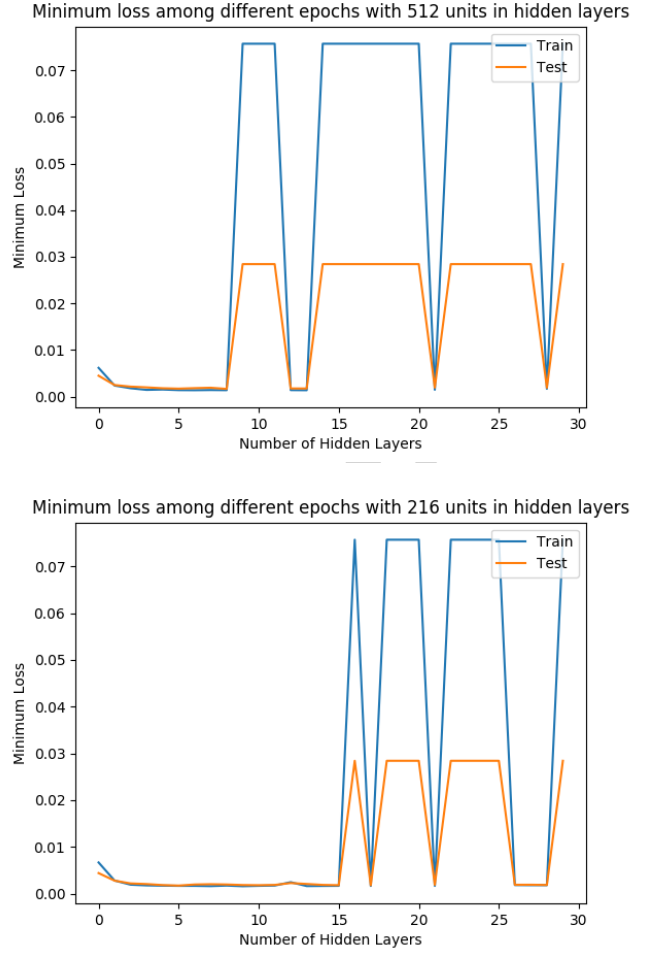 Minimum loss among different epochs with 512 units in hidden layers
Train
Test
0.07
0.06
0.05
0.04
0.03
0.02
0.01
0.00
Minimum Loss
0 5 10 15 20 25 30
Number of Hidden Layers
Minimum loss among different epochs with 216 units in hidden layers
Train
Test
0.07
0.06
0.05
0.04
0.03
0.02
0.01
0.00
Minimum Loss
0 5 10 15 20 25 30
Number of Hidden Layers